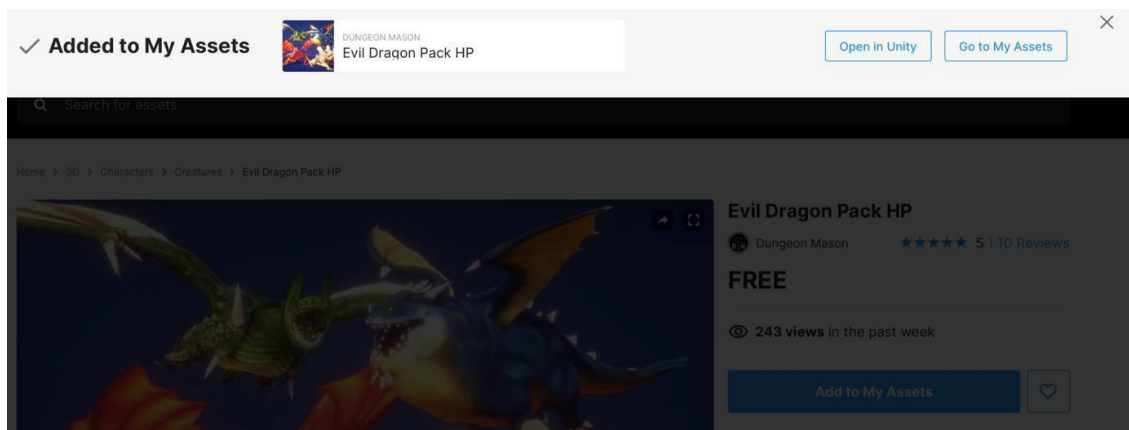 Added to My Assets
DUNGEON MASON
Evil Dragon Pack HP
Open in Unity
Go to My Assets
Search for assets
Home > 3D > Characters > Creatures > Evil Dragon Pack HP
Evil Dragon Pack HP
Dungeon Mason ★★★★★ 5 | 10 Reviews
FREE
243 views in the past week
Add to My Assets